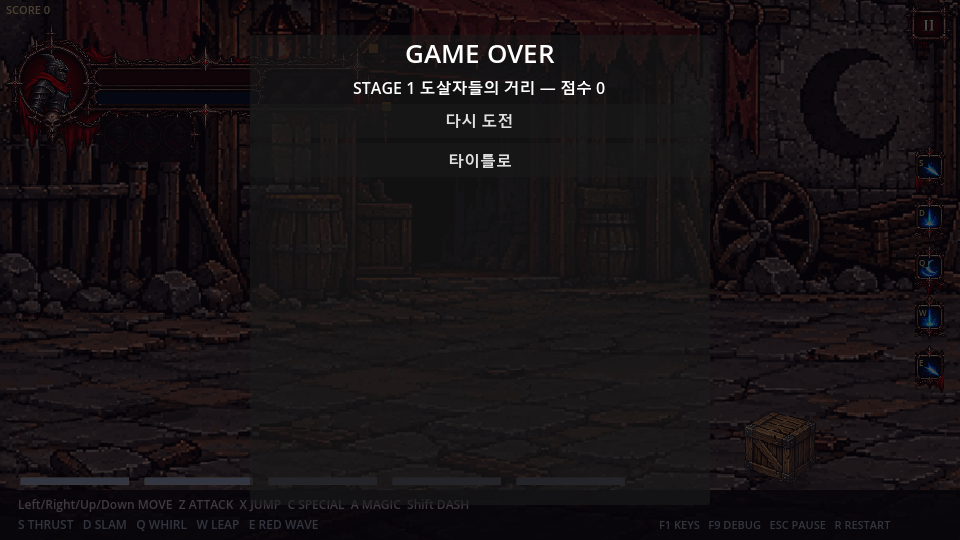 SCORE 0
GAME OVER
STAGE 1 도살자들의 거리 — 점수 0
다시 도전
타이틀로
S
D
Q
W
E
Left/Right/Up/Down MOVE Z ATTACK X JUMP C SPECIAL A MAGIC Shift DASH
S THRUST D SLAM Q WHIRL W LEAP E RED WAVE
F1 KEYS F9 DEBUG ESC PAUSE R RESTART